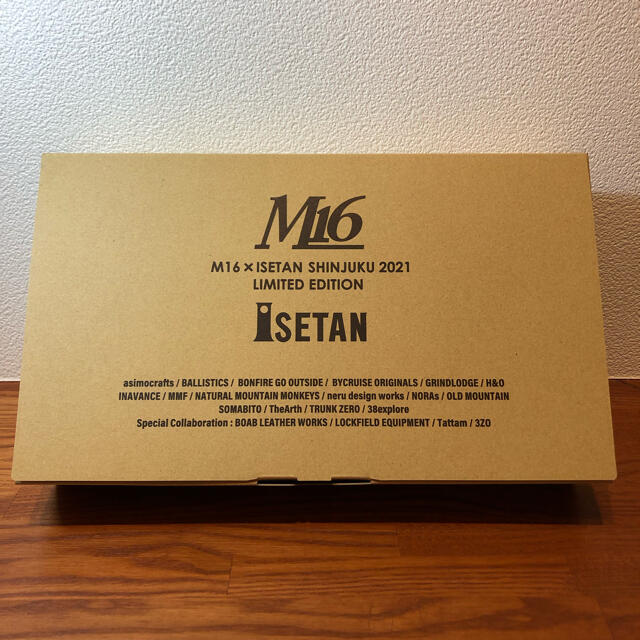 M16
M16×ISETAN SHINJUKU 2021
LIMITED EDITION
ISETAN
asimocrafts / BALLISTICS / BONFIRE GO OUTSIDE / BYCRUISE ORIGINALS / GRINDLODGE / H&O
INAVANCE / MMF / NATURAL MOUNTAIN MONKEYS / neru design works / NORAs / OLD MOUNTAIN
SOMABITO / TheArth / TRUNK ZERO / 38explore
Special Collaboration : BOAB LEATHER WORKS / LOCKFIELD EQUIPMENT / Tattam / 3ZO